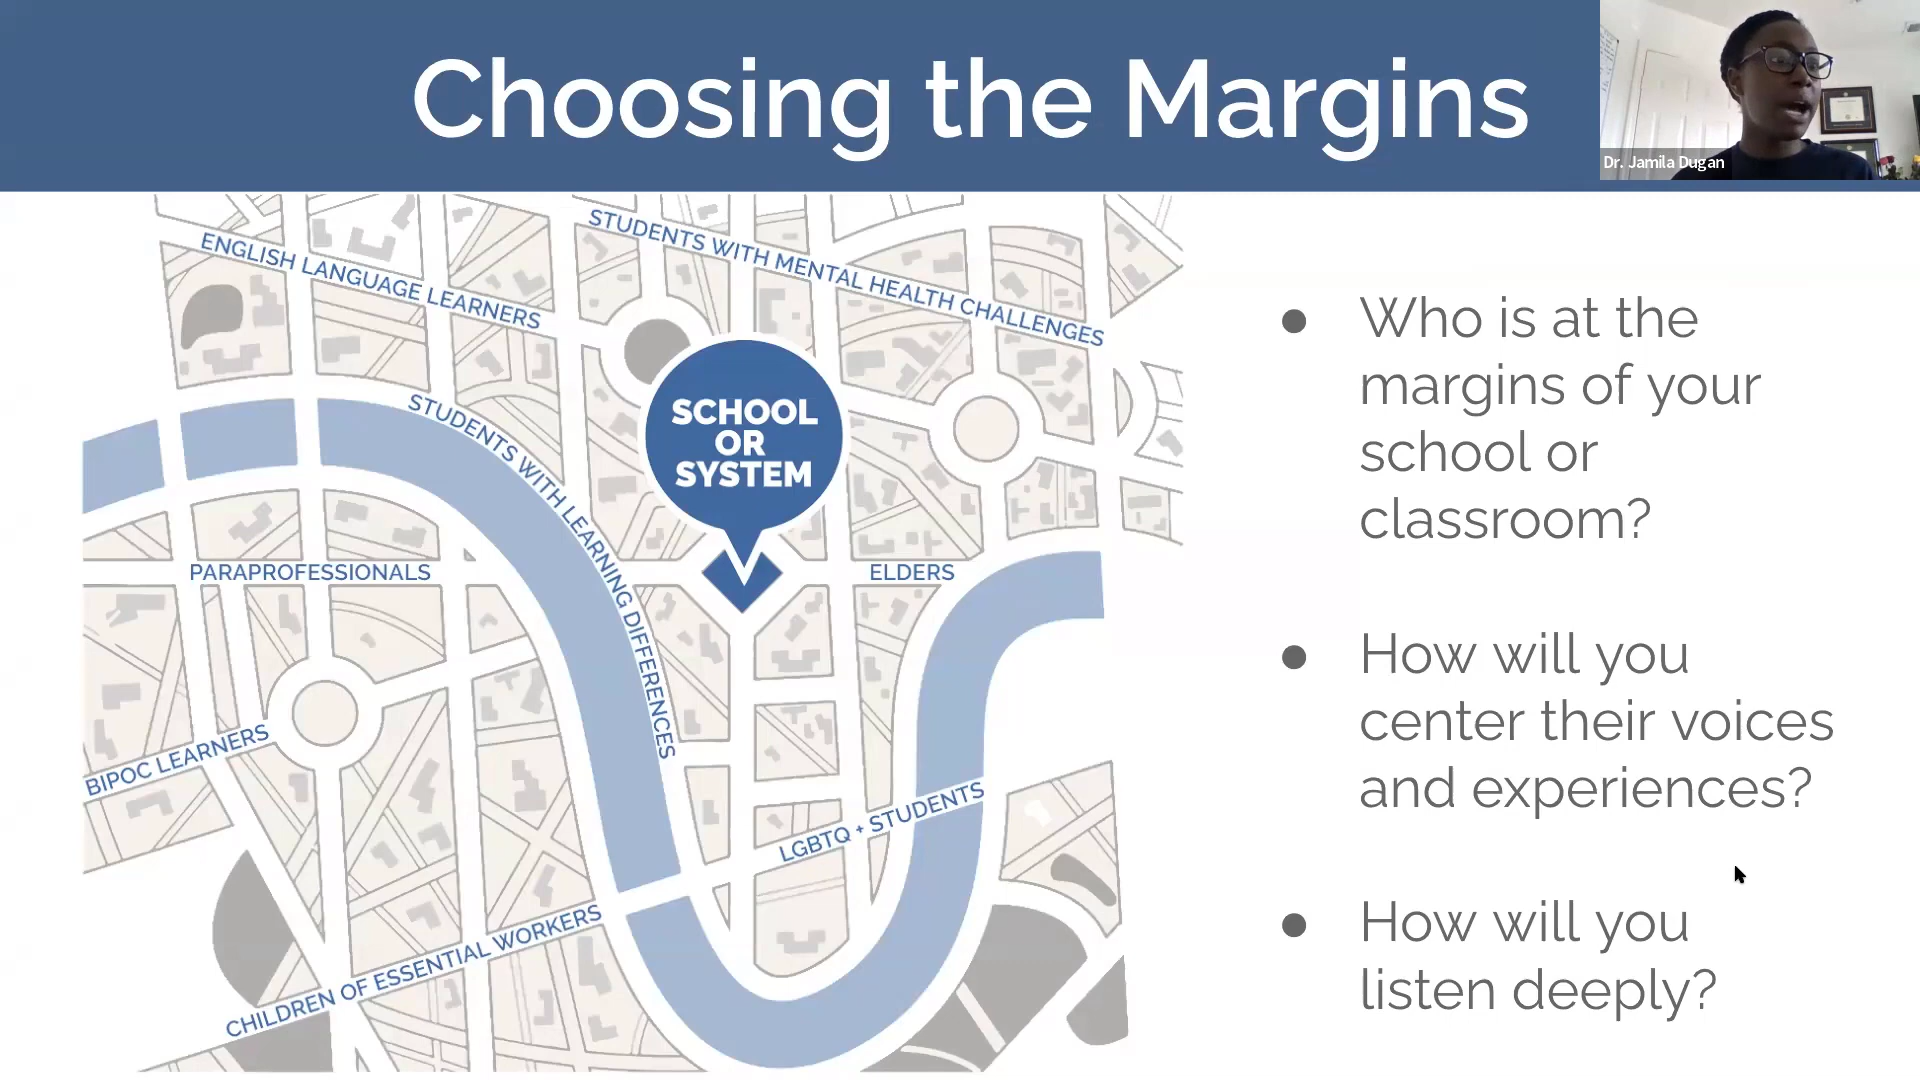 Choosing the Margins
Dr. Jamila Dugan
ENGLISH LANGUAGE LEARNERS
STUDENTS WITH MENTAL HEALTH CHALLENGES
STUDENTS WITH LEARNING DIFFERENCES
SCHOOL
OR
SYSTEM
PARAPROFESSIONALS
ELDERS
BIPOC LEARNERS
LGBTQ + STUDENTS
CHILDREN OF ESSENTIAL WORKERS
● Who is at the
margins of your
school or
classroom?
● How will you
center their voices
and experiences?
● How will you
listen deeply?